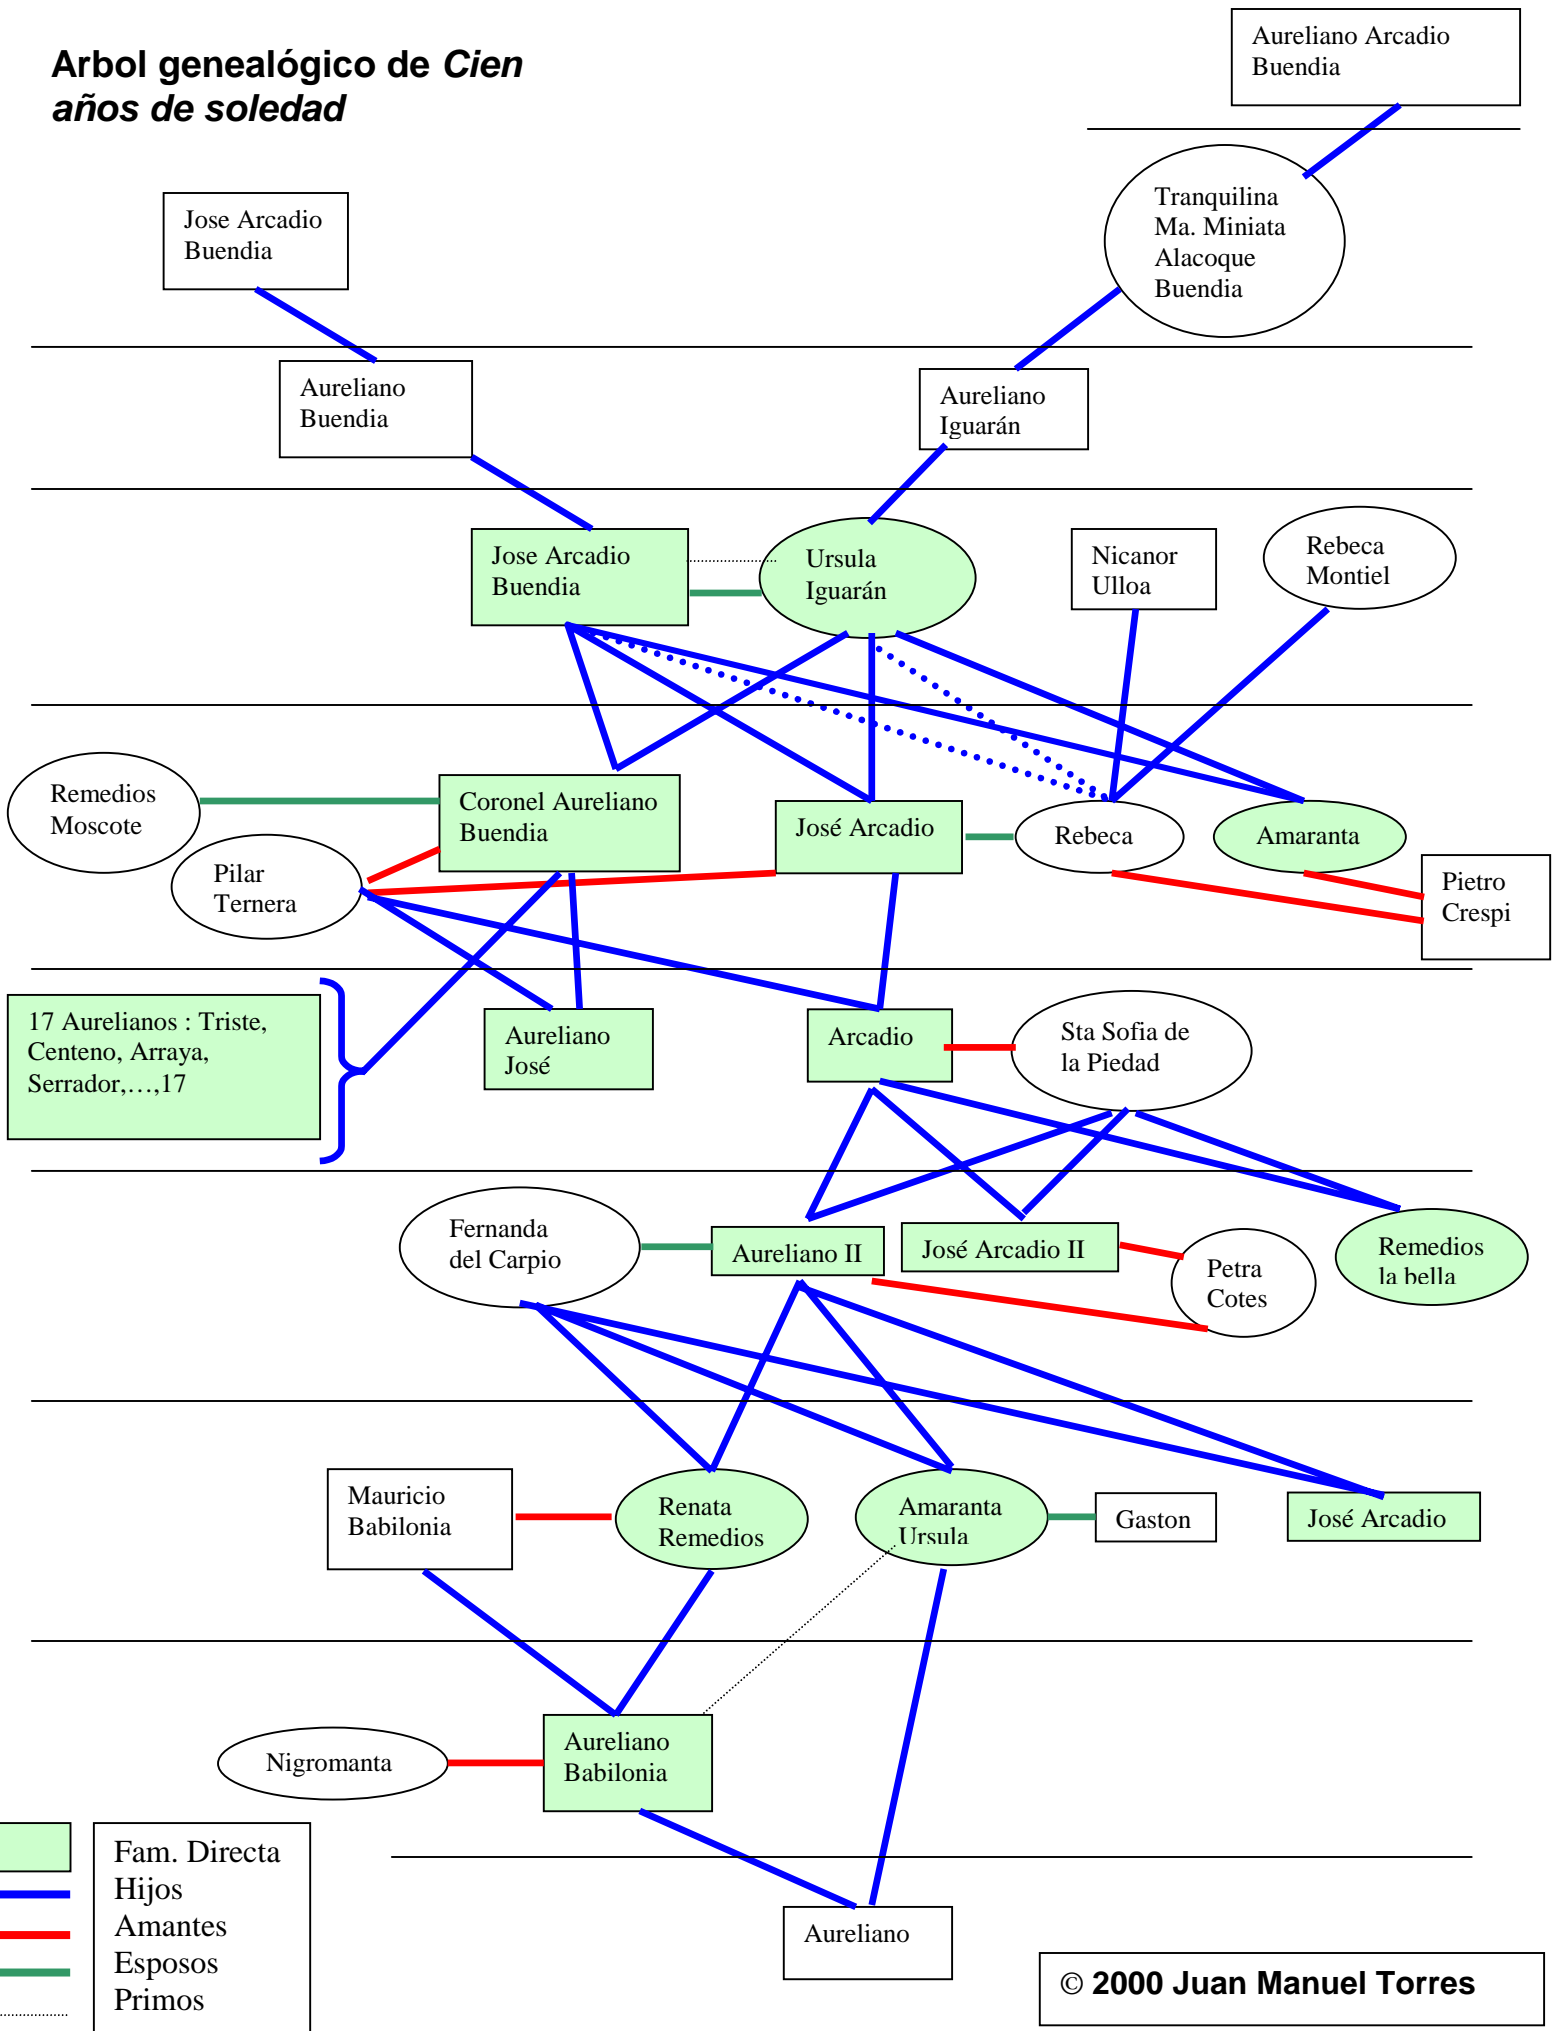 Arbol genealógico de Cien
años de soledad
Aureliano Arcadio
Buendia
Tranquilina
Ma. Miniata
Alacoque
Buendia
Jose Arcadio
Buendia
Aureliano
Buendia
Aureliano
Iguarán
Jose Arcadio
Buendia
Ursula
Iguarán
Nicanor
Ulloa
Rebeca
Montiel
Remedios
Moscote
Coronel Aureliano
Buendia
José Arcadio
Rebeca
Amaranta
Pilar
Ternera
Pietro
Crespi
17 Aurelianos : Triste,
Centeno, Arraya,
Serrador,…,17
Aureliano
José
Arcadio
Sta Sofia de
la Piedad
Fernanda
del Carpio
Aureliano II
José Arcadio II
Petra
Cotes
Remedios
la bella
Mauricio
Babilonia
Renata
Remedios
Amaranta
Ursula
Gaston
José Arcadio
Nigromanta
Aureliano
Babilonia
Aureliano
Fam. Directa
Hijos
Amantes
Esposos
Primos
© 2000 Juan Manuel Torres